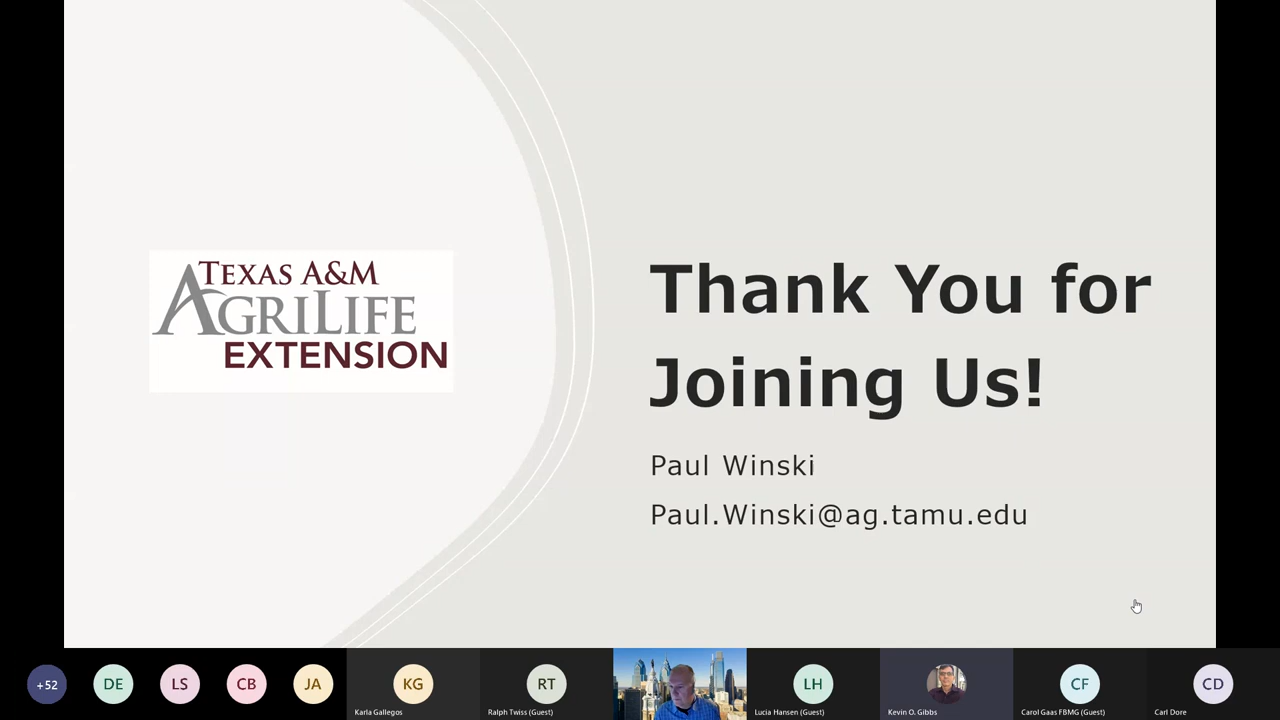 TEXAS A&M
AGRILIFE
EXTENSION
Thank You for
Joining Us!
Paul Winski
Paul.Winski@ag.tamu.edu
+52
DE
LS
CB
JA
KG
Karla Gallegos
RT
Ralph Twiss (Guest)
LH
Lucia Hansen (Guest)
Kevin O. Gibbs
CF
Carol Gaas FBMG (Guest)
CD
Carl Dore